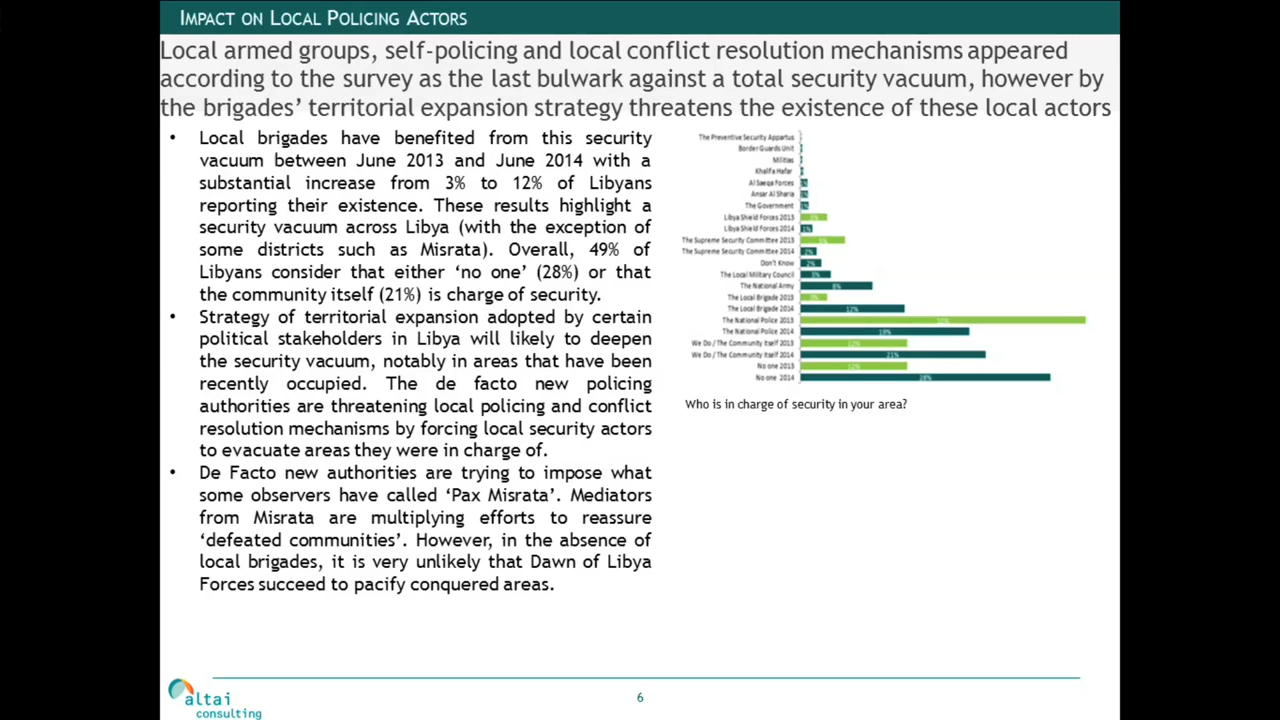 IMPACT ON LOCAL POLICING ACTORS
Local armed groups, self-policing and local conflict resolution mechanisms appeared
according to the survey as the last bulwark against a total security vacuum, however by
the brigades’ territorial expansion strategy threatens the existence of these local actors
• Local brigades have benefited from this security
vacuum between June 2013 and June 2014 with a
substantial increase from 3% to 12% of Libyans
reporting their existence. These results highlight a
security vacuum across Libya (with the exception of
some districts such as Misrata). Overall, 49% of
Libyans consider that either ‘no one’ (28%) or that
the community itself (21%) is charge of security.
• Strategy of territorial expansion adopted by certain
political stakeholders in Libya will likely to deepen
the security vacuum, notably in areas that have been
recently occupied. The de facto new policing
authorities are threatening local policing and conflict
resolution mechanisms by forcing local security actors
to evacuate areas they were in charge of.
• De Facto new authorities are trying to impose what
some observers have called ‘Pax Misrata’. Mediators
from Misrata are multiplying efforts to reassure
‘defeated communities’. However, in the absence of
local brigades, it is very unlikely that Dawn of Libya
Forces succeed to pacify conquered areas.
The Preventive Security Appartus
Border Guards Unit
Militias
Khalifa Hafar
Al Saeqa Forces
Ansar Al Sharia
The Government
Libya Shield Forces 2013
Libya Shield Forces 2014 1%
The Supreme Security Committee 2013
The Supreme Security Committee 2014 2%
Don't Know 2%
The Local Military Council 3%
The National Army 8%
The Local Brigade 2013 3%
The Local Brigade 2014 12%
The National Police 2013
The National Police 2014 19%
We Do / The Community Itself 2013 12%
We Do / The Community Itself 2014 21%
No one 2013 12%
No one 2014 28%
Who is in charge of security in your area?
altai
consulting
6